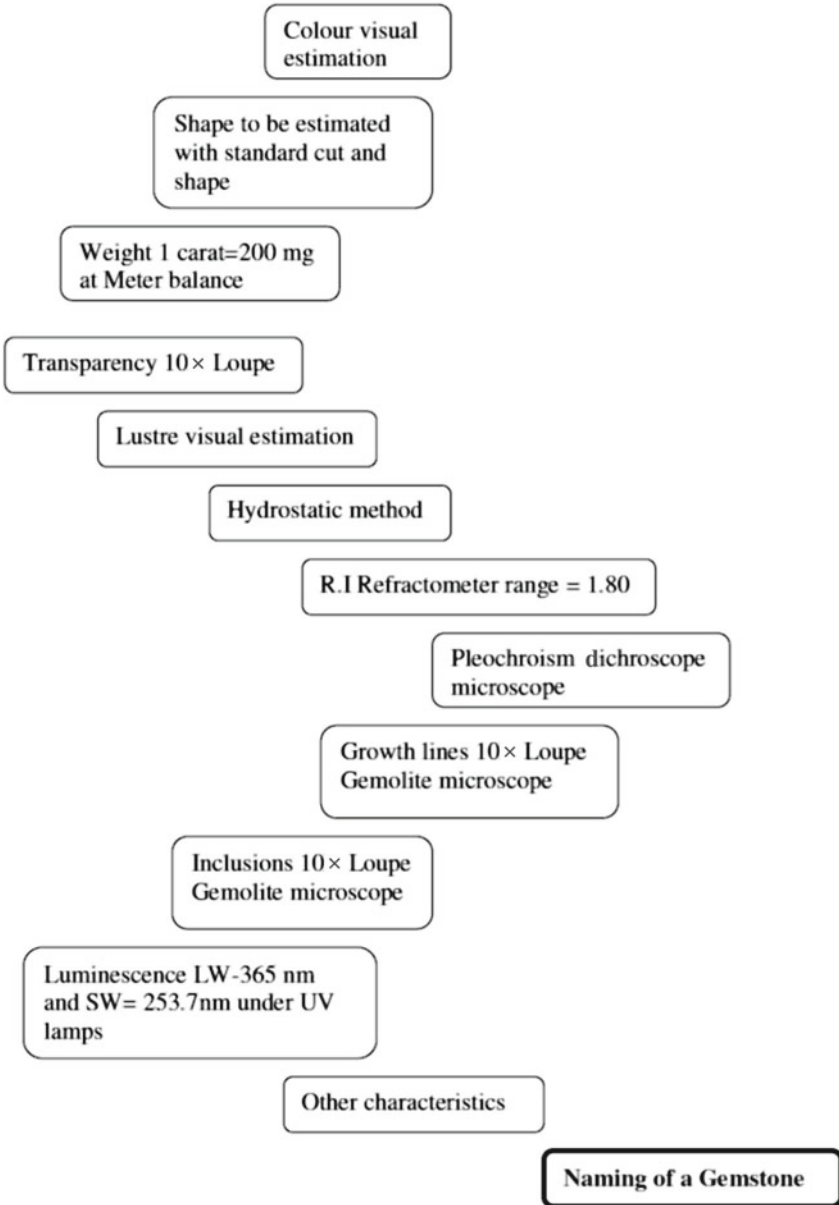 Colour visual
estimation
Shape to be estimated
with standard cut and
shape
Weight 1 carat=200 mg
at Meter balance
Transparency 10× Loupe
Lustre visual estimation
Hydrostatic method
R.I Refractometer range = 1.80
Pleochroism dichroscope
microscope
Growth lines 10× Loupe
Gemolite microscope
Inclusions 10× Loupe
Gemolite microscope
Luminescence LW-365 nm
and SW= 253.7nm under UV
lamps
Other characteristics
Naming of a Gemstone